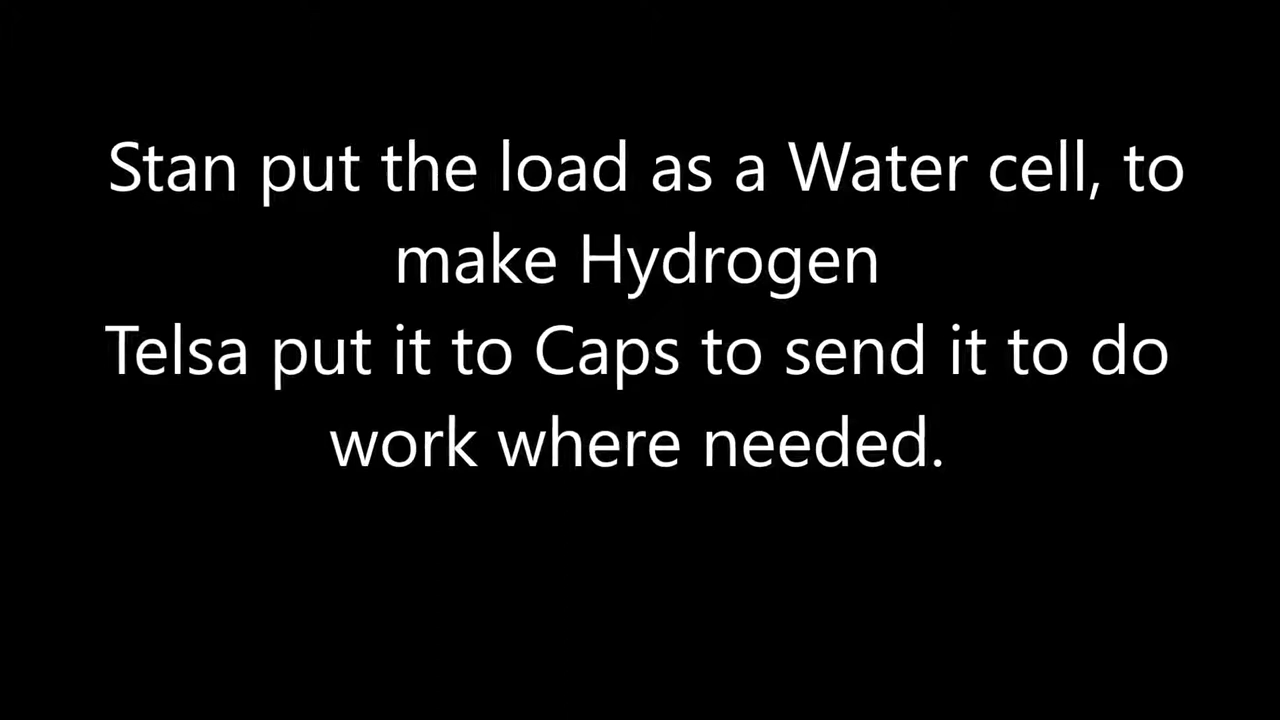 Stan put the load as a Water cell, to
make Hydrogen
Telsa put it to Caps to send it to do
work where needed.